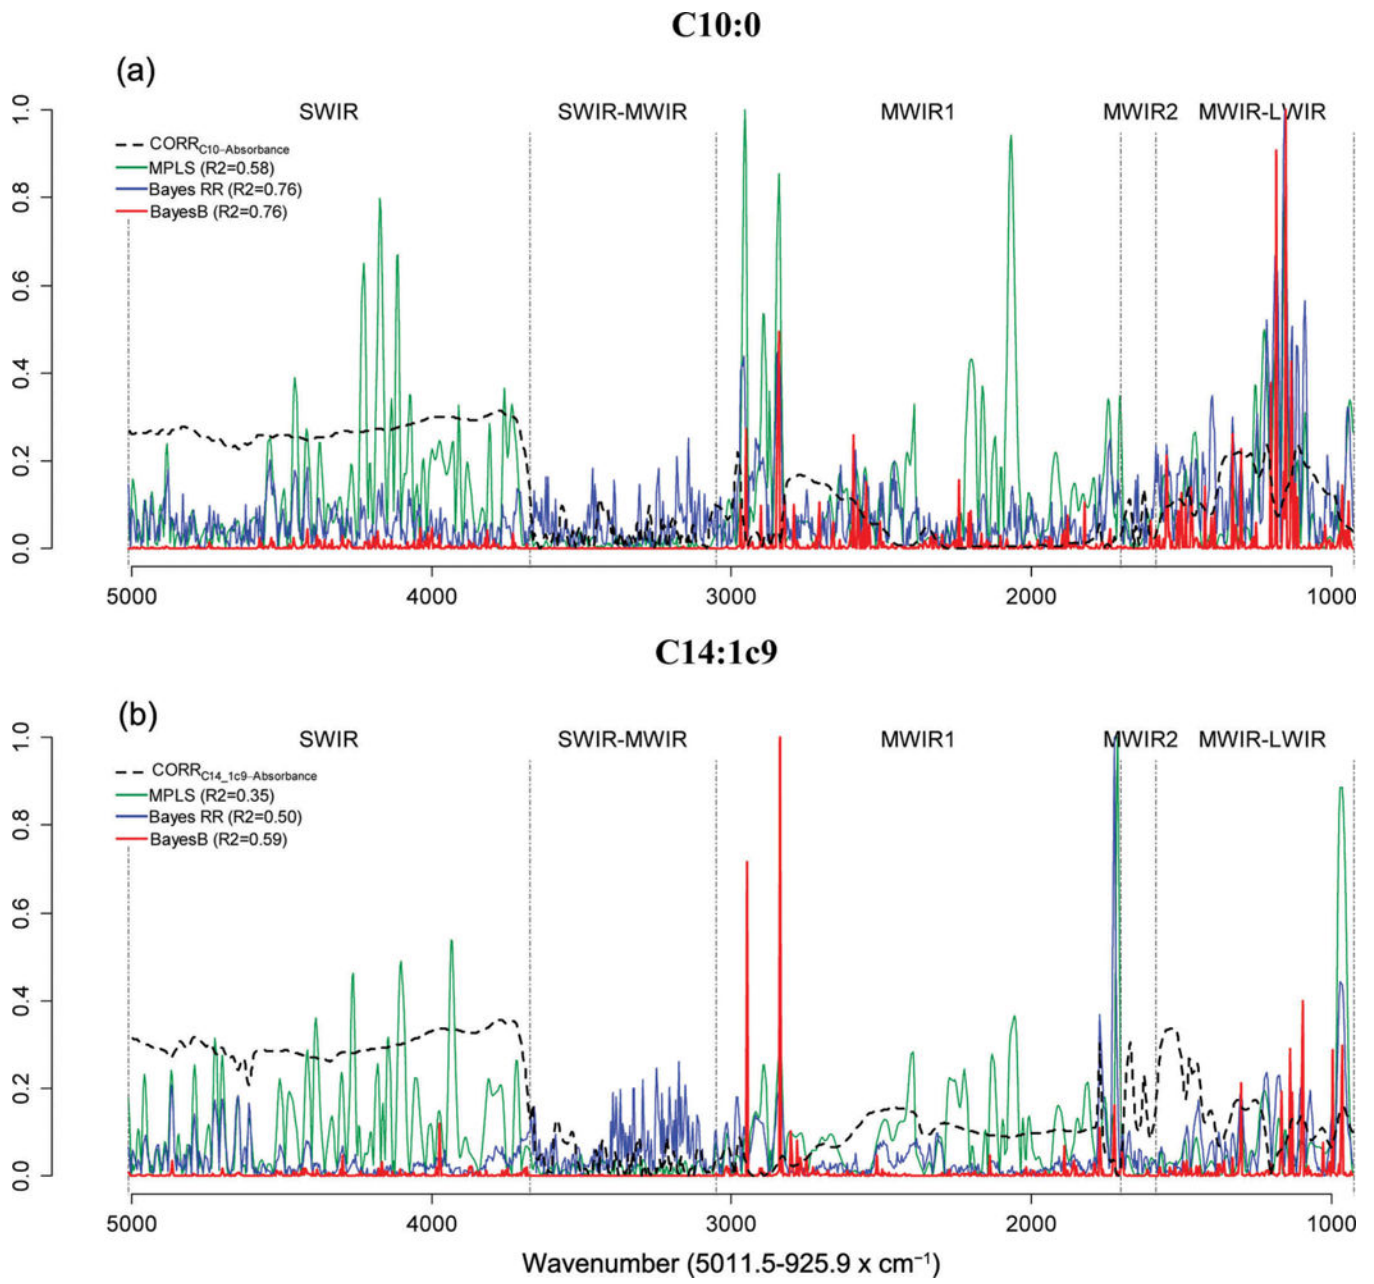 C10:0
(a)
SWIR SWIR-MWIR MWIR1 MWIR2 MWIR-LWIR
1.0
0.8
0.6
0.4
0.2
0.0
CORRC10–Absorbance
MPLS (R2=0.58)
Bayes RR (R2=0.76)
BayesB (R2=0.76)
5000 4000 3000 2000 1000
C14:1c9
(b)
SWIR SWIR-MWIR MWIR1 MWIR2 MWIR-LWIR
1.0
0.8
0.6
0.4
0.2
0.0
CORRC14_1c9–Absorbance
MPLS (R2=0.35)
Bayes RR (R2=0.50)
BayesB (R2=0.59)
5000 4000 3000 2000 1000
Wavenumber (5011.5-925.9 x cm⁻¹)